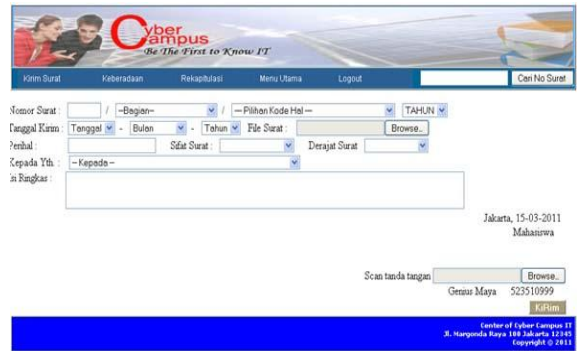 Cyber
Campus
Be The First to Know IT
Kirim Surat Keberadaan Rekapitulasi Menu Utama Logout Cari No Surat
Nomor Surat : / --Bagian-- / -- Pilihan Kode Hal -- TAHUN
Tanggal Kirim : Tanggal - Bulan - Tahun File Surat : Browse..
Perihal : Sifat Surat : Derajat Surat
Kepada Yth. : --Kepada--
Isi Ringkas :
Jakarta, 15-03-2011
Mahasiswa
Scan tanda tangan Browse..
Genius Maya 523510999
KiRim
Center of Cyber Campus IT
Jl. Margonda Raya 100 Jakarta 12345
Copyright © 2011